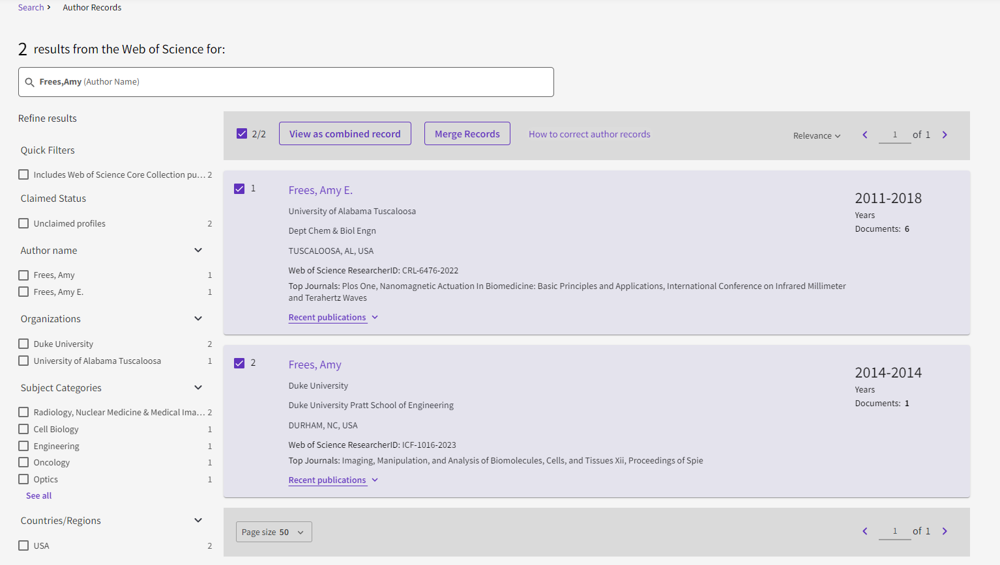 Search
Author Records
2 results from the Web of Science for:
Frees,Amy (Author Name)
Refine results
Quick Filters
Includes Web of Science Core Collection pu... 2
Claimed Status
Unclaimed profiles 2
Author name
Frees, Amy 1
Frees, Amy E. 1
Organizations
Duke University 2
University of Alabama Tuscaloosa 1
Subject Categories
Radiology, Nuclear Medicine & Medical Ima... 2
Cell Biology 1
Engineering 1
Oncology 1
Optics 1
See all
Countries/Regions
USA 2
2/2 View as combined record Merge Records How to correct author records Relevance 1 of 1
1 Frees, Amy E.
University of Alabama Tuscaloosa
Dept Chem & Biol Engn
TUSCALOOSA, AL, USA
Web of Science ResearcherID: CRL-6476-2022
Top Journals: Plos One, Nanomagnetic Actuation In Biomedicine: Basic Principles and Applications, International Conference on Infrared Millimeter
and Terahertz Waves
Recent publications
2011-2018
Years
Documents: 6
2 Frees, Amy
Duke University
Duke University Pratt School of Engineering
DURHAM, NC, USA
Web of Science ResearcherID: ICF-1016-2023
Top Journals: Imaging, Manipulation, and Analysis of Biomolecules, Cells, and Tissues Xii, Proceedings of Spie
Recent publications
2014-2014
Years
Documents: 1
Page size 50 1 of 1